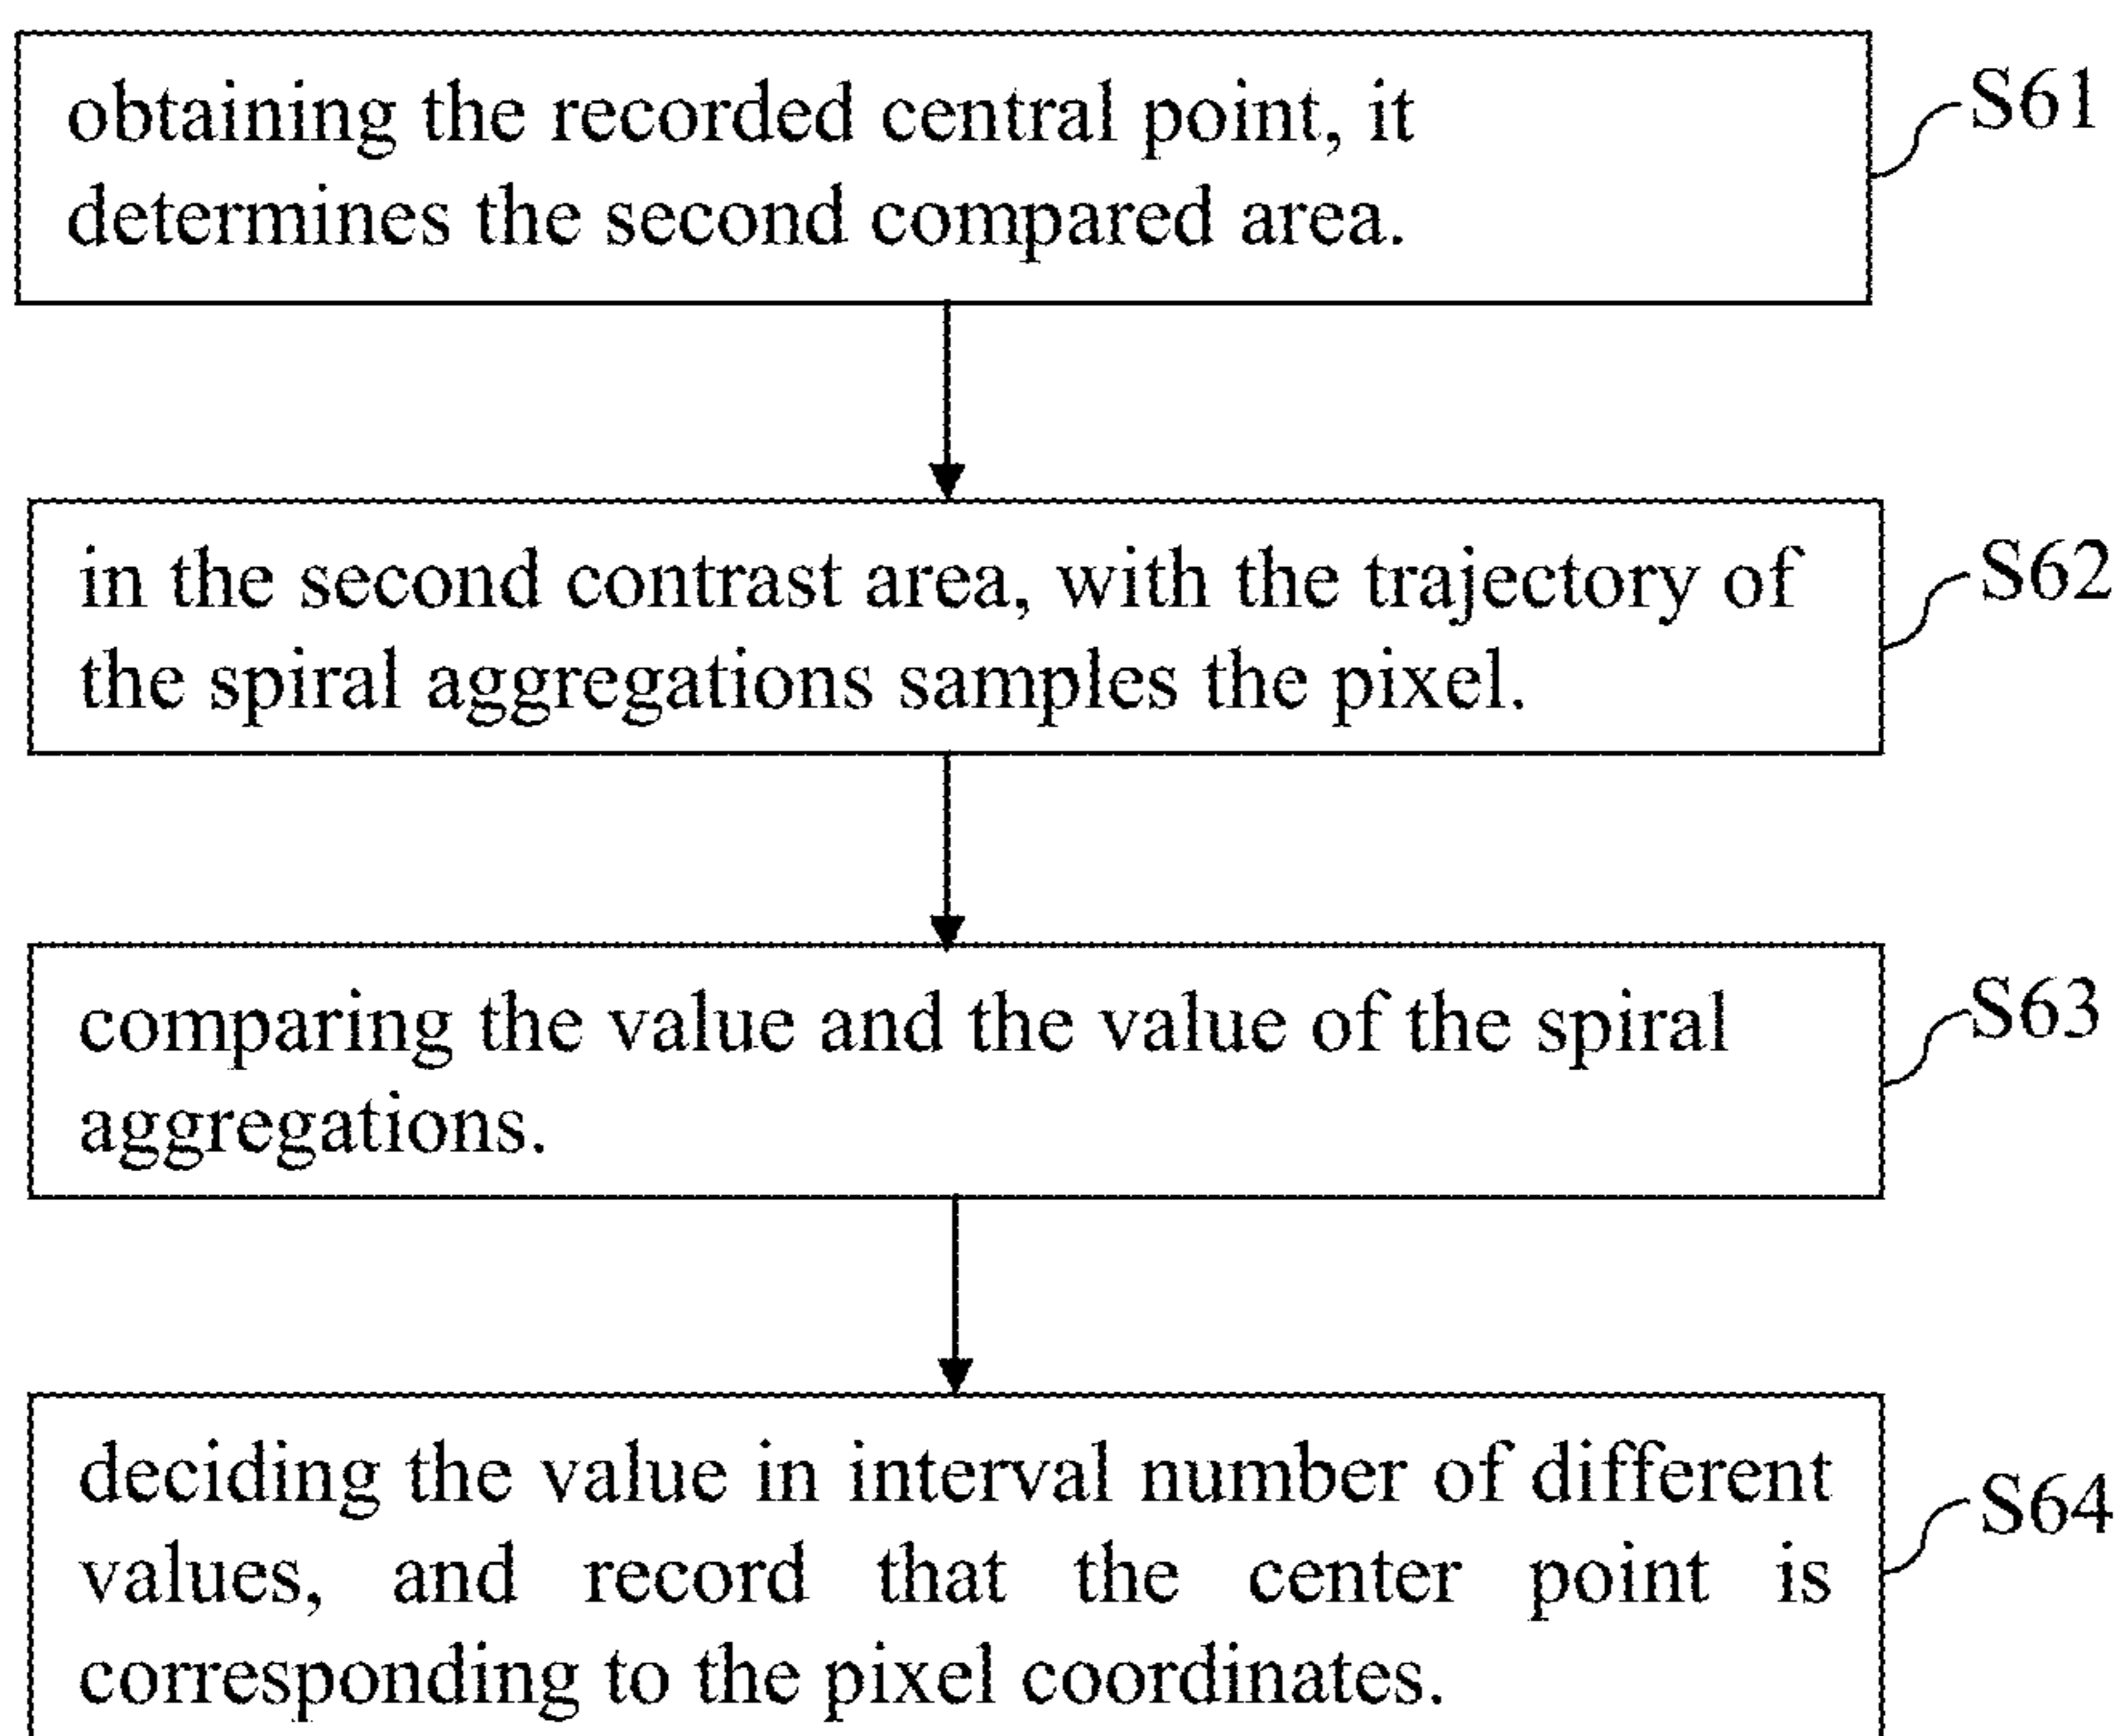 obtaining the recorded central point, it
determines the second compared area.
S61
in the second contrast area, with the trajectory of
the spiral aggregations samples the pixel.
S62
comparing the value and the value of the spiral
aggregations.
S63
deciding the value in interval number of different
values, and record that the center point is
corresponding to the pixel coordinates.
S64